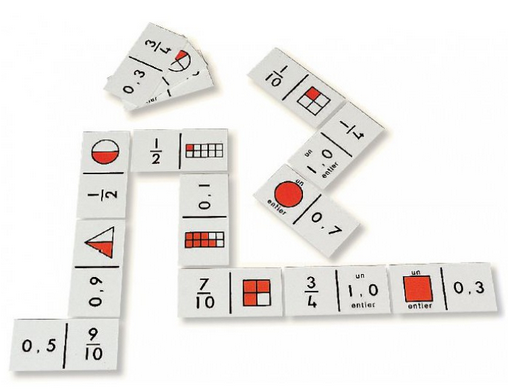 3/4
0,3
1/10
1/4
un
1,0
entier
un
entier
0,7
1/2
1/2
0,1
0,9
0,5
9/10
7/10
3/4
un
1,0
entier
un
entier
0,3